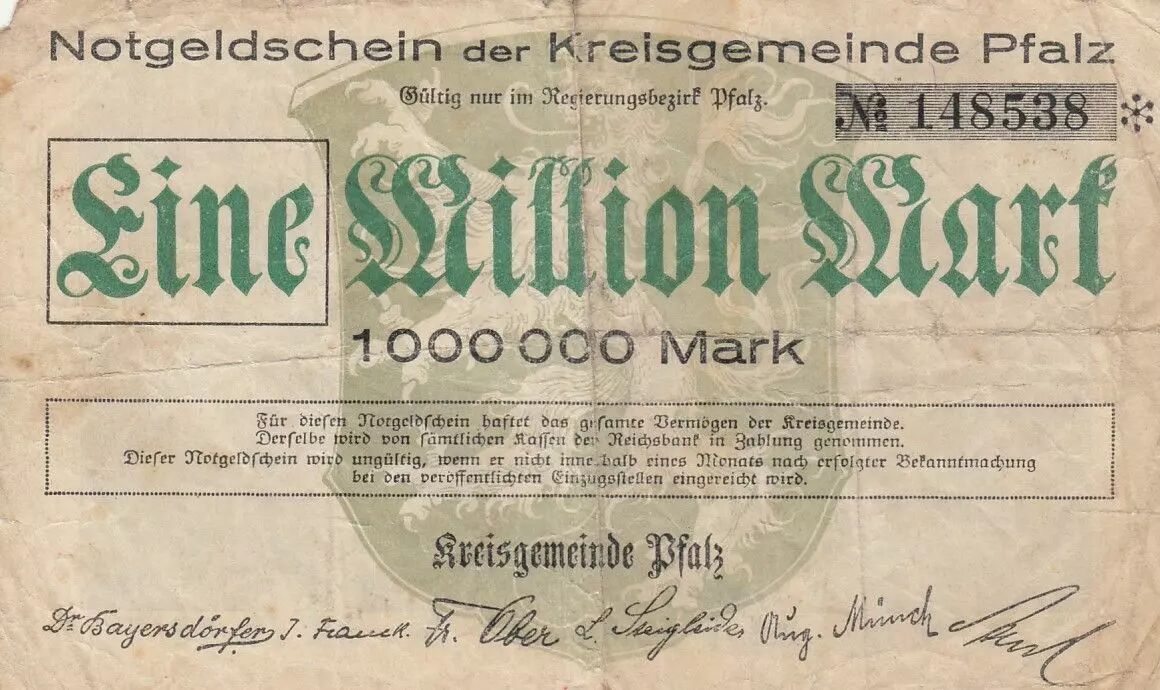 Notgeldschein der Kreisgemeinde Pfalz
Gültig nur im Regierungsbezirk Pfalz.
№ 148538 *
Eine Million Mark
1000 000 Mark
Für diesen Notgeldschein haftet das gesamte Vermögen der Kreisgemeinde.
Derselbe wird von sämtlichen Kassen der Reichsbank in Zahlung genommen.
Dieser Notgeldschein wird ungültig, wenn er nicht innerhalb eines Monats nach erfolgter Bekanntmachung
bei den veröffentlichten Einzugsstellen eingereicht wird.
Kreisgemeinde Pfalz
Dr Bayersdörfer J. Franck. Fr. Ober L. Aug. Münch